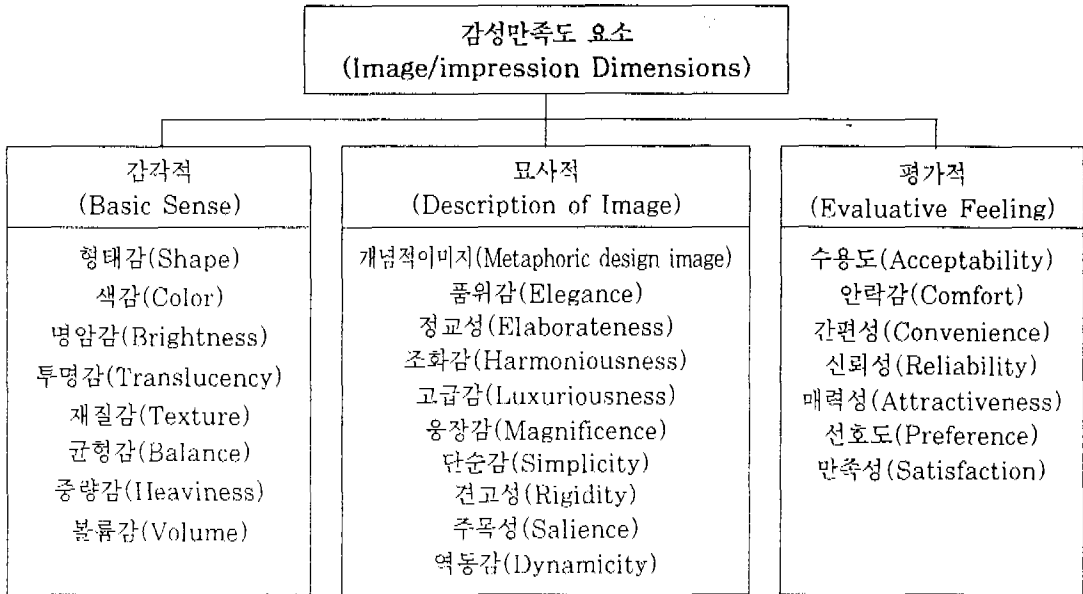 감성만족도 요소
(Image/impression Dimensions)
감각적
(Basic Sense)
형태감(Shape)
색감(Color)
명암감(Brightness)
투명감(Translucency)
재질감(Texture)
균형감(Balance)
중량감(Heaviness)
볼륨감(Volume)
묘사적
(Description of Image)
개념적이미지(Metaphoric design image)
품위감(Elegance)
정교성(Elaborateness)
조화감(Harmoniousness)
고급감(Luxuriousness)
웅장감(Magnificence)
단순감(Simplicity)
견고성(Rigidity)
주목성(Salience)
역동감(Dynamicity)
평가적
(Evaluative Feeling)
수용도(Acceptability)
안락감(Comfort)
간편성(Convenience)
신뢰성(Reliability)
매력성(Attractiveness)
선호도(Preference)
만족성(Satisfaction)